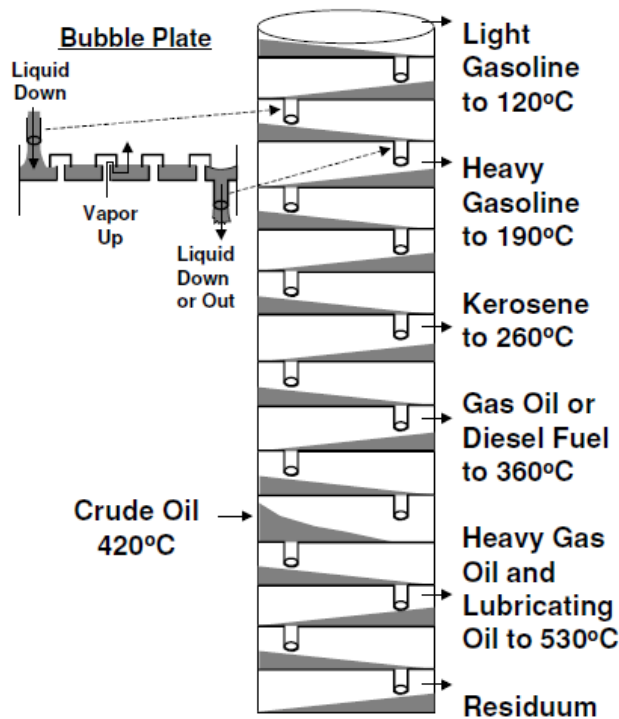 Bubble Plate
Liquid
Down
Vapor
Up
Liquid
Down
or Out
Light
Gasoline
to 120ºC
Heavy
Gasoline
to 190ºC
Kerosene
to 260ºC
Gas Oil or
Diesel Fuel
to 360ºC
Crude Oil
420ºC
Heavy Gas
Oil and
Lubricating
Oil to 530ºC
Residuum